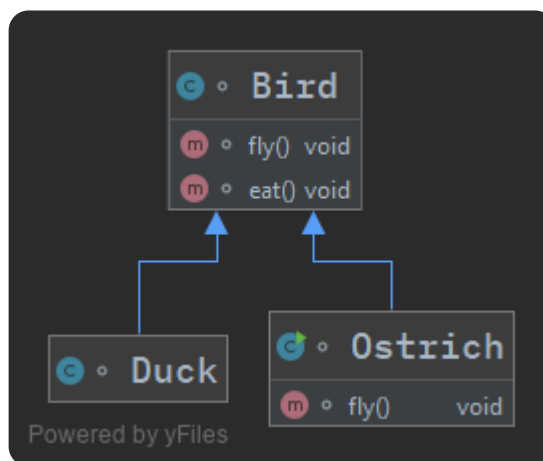 Bird
fly() void
eat() void
Duck
Ostrich
fly() void
Powered by yFiles